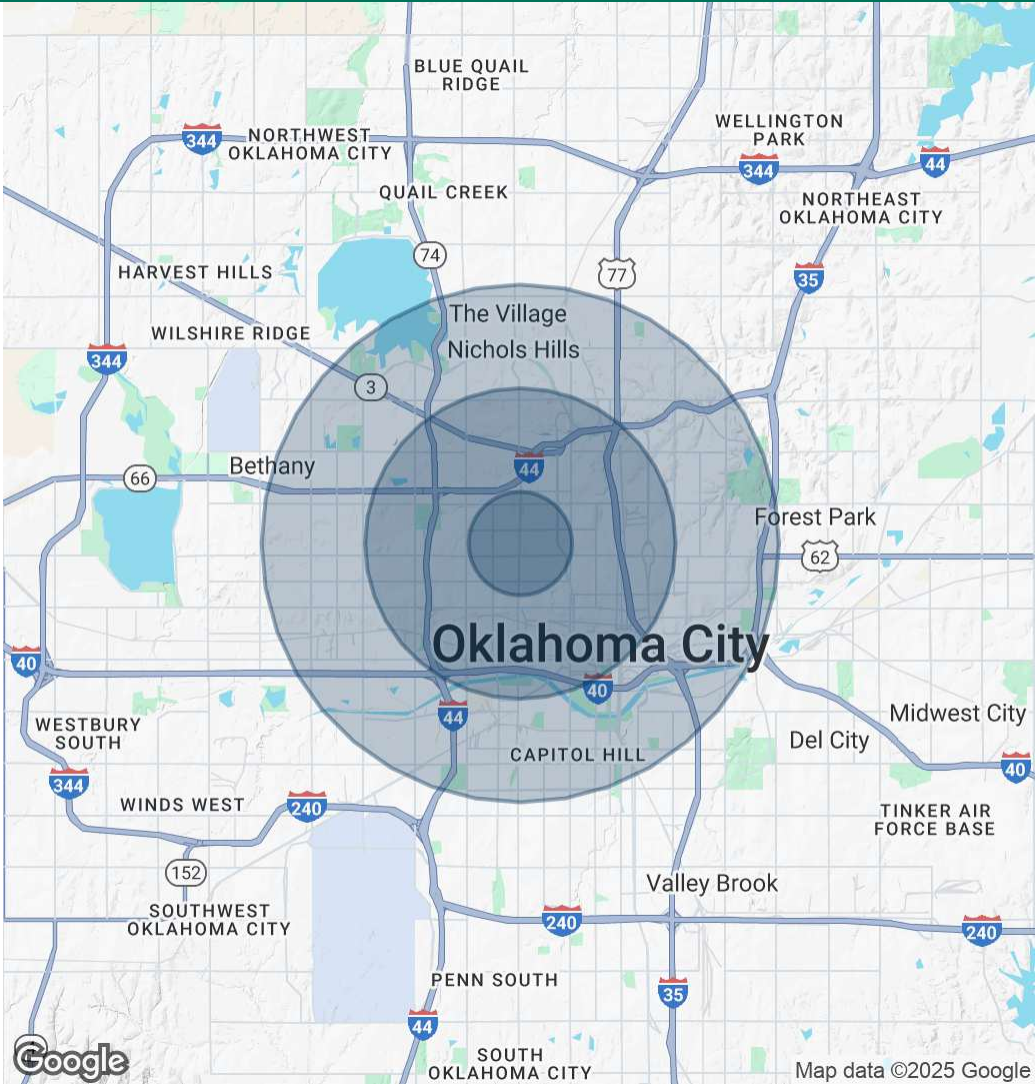 BLUE QUAIL
RIDGE
WELLINGTON
PARK
344
NORTHWEST
OKLAHOMA CITY
344
44
QUAIL CREEK
NORTHEAST
OKLAHOMA CITY
74
HARVEST HILLS
77
35
The Village
WILSHIRE RIDGE
Nichols Hills
344
3
Bethany
44
66
Forest Park
62
Oklahoma City
40
40
44
Midwest City
WESTBURY
SOUTH
Del City
CAPITOL HILL
40
344
WINDS WEST
240
TINKER AIR
FORCE BASE
152
Valley Brook
SOUTHWEST
OKLAHOMA CITY
240
240
PENN SOUTH
35
44
Google
SOUTH
OKLAHOMA CITY
Map data ©2025 Google